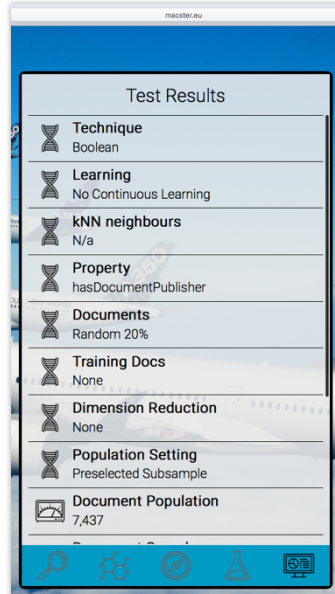 macster.eu
Test Results
Technique
Boolean
Learning
No Continuous Learning
kNN neighbours
N/a
Property
hasDocumentPublisher
Documents
Random 20%
Training Docs
None
Dimension Reduction
None
Population Setting
Preselected Subsample
Document Population
7,437